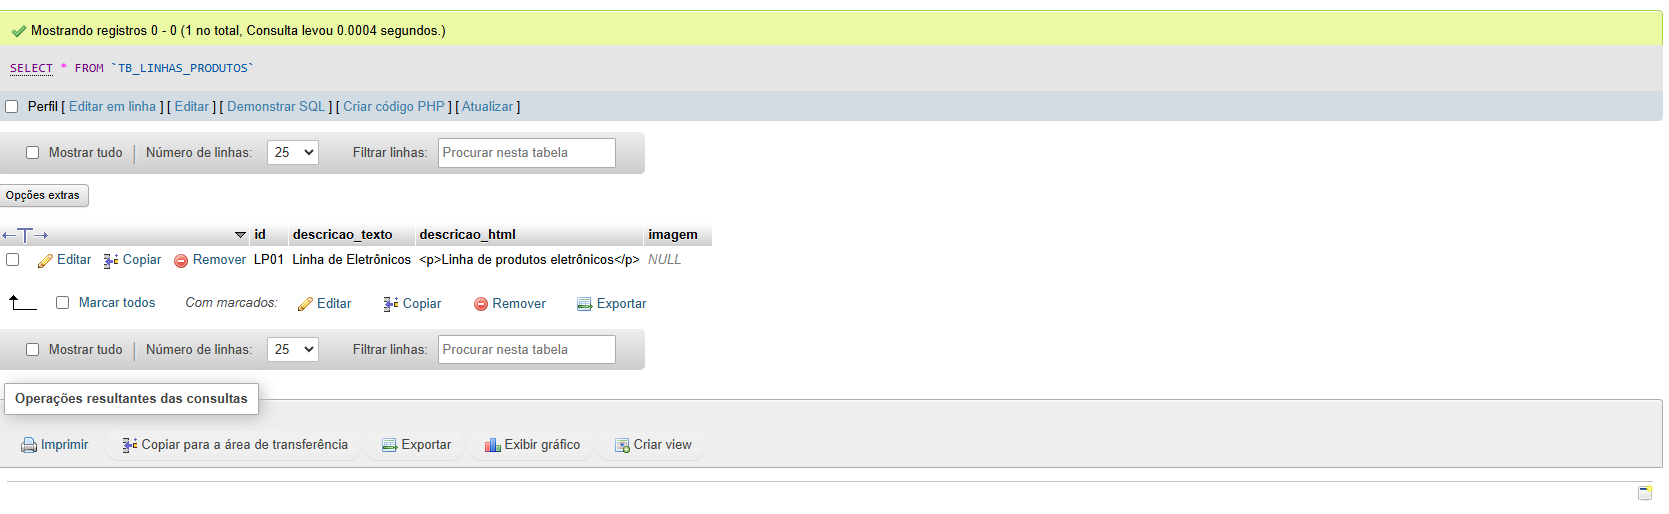 Mostrando registros 0 - 0 (1 no total, Consulta levou 0.0004 segundos.)
SELECT * FROM `TB_LINHAS_PRODUTOS`
Perfil [ Editar em linha ] [ Editar ] [ Demonstrar SQL ] [ Criar código PHP ] [ Atualizar ]
Mostrar tudo | Número de linhas: 25 Filtrar linhas: Procurar nesta tabela
Opções extras
id descricao_texto descricao_html imagem
Editar Copiar Remover LP01 Linha de Eletrônicos <p>Linha de produtos eletrônicos</p> NULL
Marcar todos Com marcados: Editar Copiar Remover Exportar
Mostrar tudo | Número de linhas: 25 Filtrar linhas: Procurar nesta tabela
Operações resultantes das consultas
Imprimir Copiar para a área de transferência Exportar Exibir gráfico Criar view